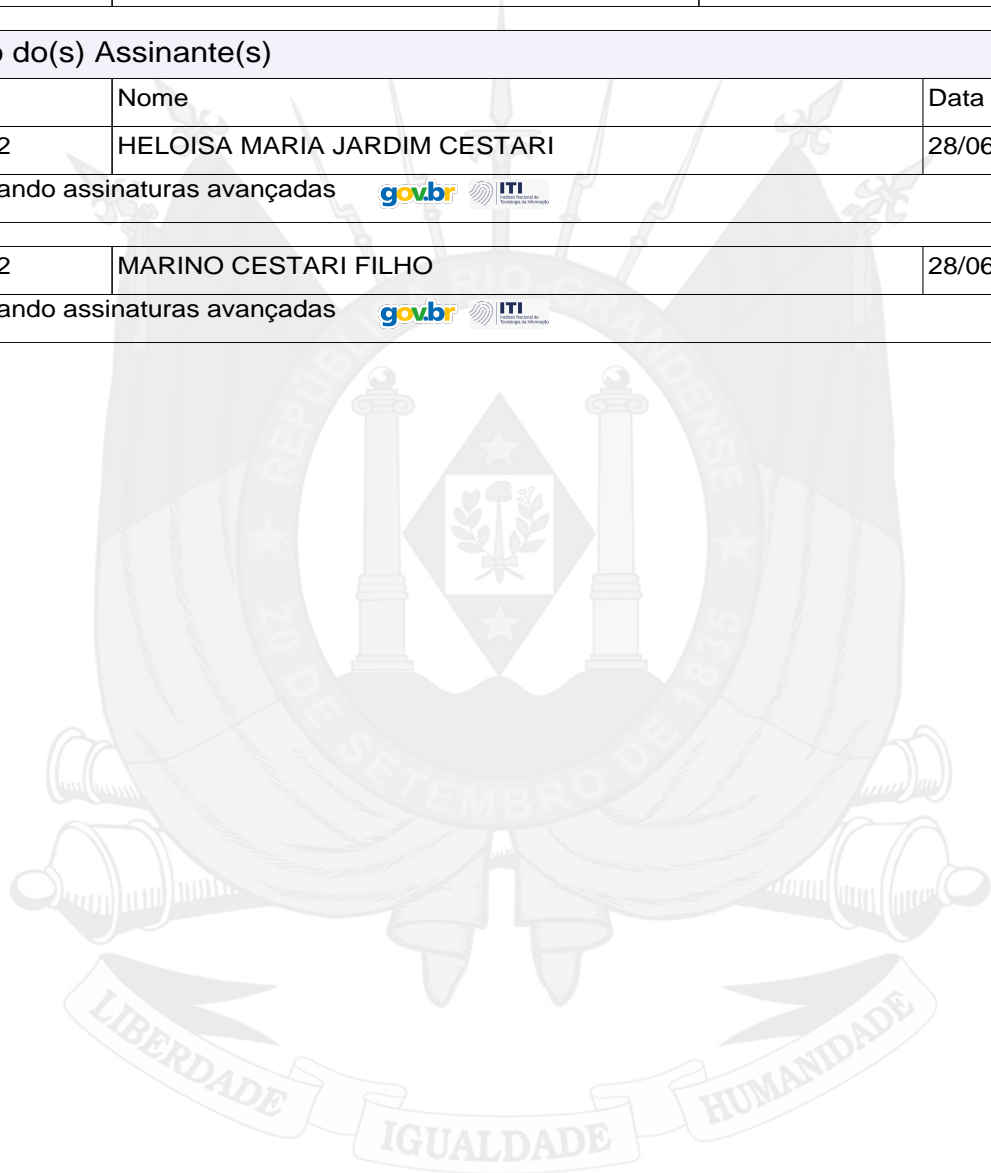 o do(s) Assinante(s)
Nome Data
2 HELOISA MARIA JARDIM CESTARI 28/06
ando assinaturas avançadas gov.br ITI
2 MARINO CESTARI FILHO 28/06
ando assinaturas avançadas gov.br ITI
REPÚBLICA RIO-GRANDENSE
20 DE SETEMBRO DE 1835
LIBERDADE IGUALDADE HUMANIDADE